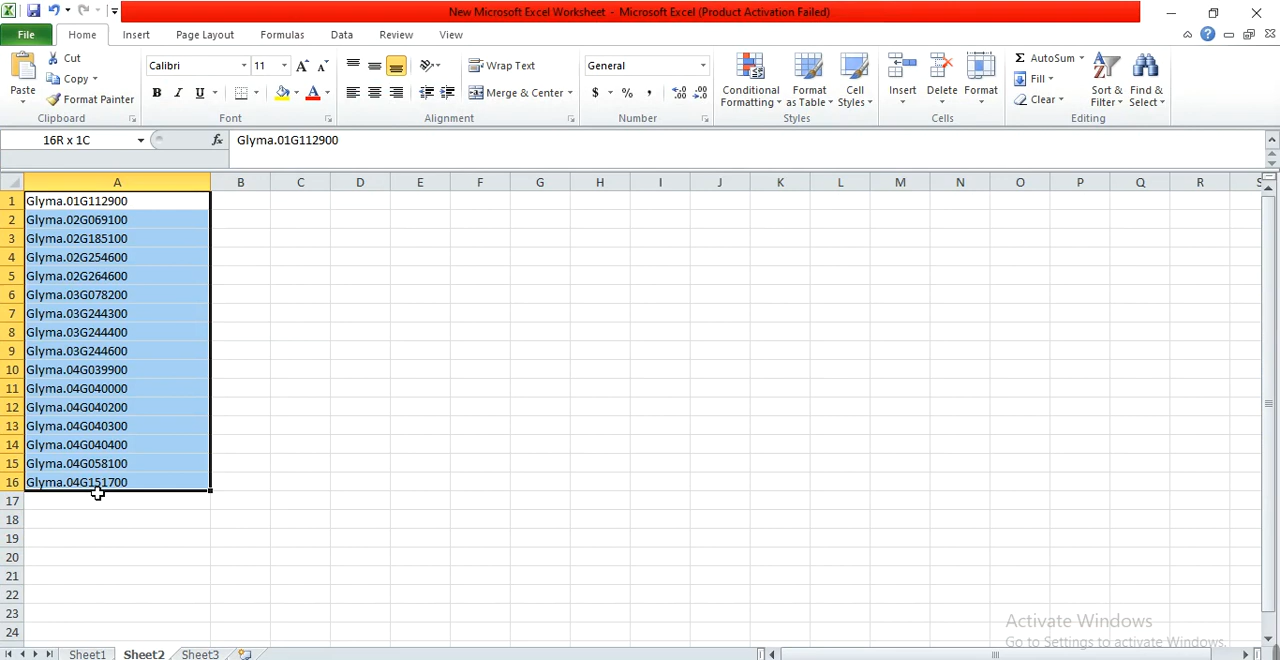 New Microsoft Excel Worksheet - Microsoft Excel (Product Activation Failed)
File Home Insert Page Layout Formulas Data Review View
Paste
Cut
Copy
Format Painter
Clipboard
Calibri 11
B I U
A A
Font
Wrap Text
Merge & Center
Alignment
General
$ % ,
Number
Conditional Formatting
Format as Table
Cell Styles
Styles
Insert Delete Format
Cells
Σ AutoSum
Fill
Clear
Sort & Filter
Find & Select
Editing
16R x 1C fx Glyma.01G112900
A B C D E F G H I J K L M N O P Q R S
1 Glyma.01G112900
2 Glyma.02G069100
3 Glyma.02G185100
4 Glyma.02G254600
5 Glyma.02G264600
6 Glyma.03G078200
7 Glyma.03G244300
8 Glyma.03G244400
9 Glyma.03G244600
10 Glyma.04G039900
11 Glyma.04G040000
12 Glyma.04G040200
13 Glyma.04G040300
14 Glyma.04G040400
15 Glyma.04G058100
16 Glyma.04G151700
17
18
19
20
21
22
23
24
Activate Windows
Go to Settings to activate Windows.
Sheet1 Sheet2 Sheet3